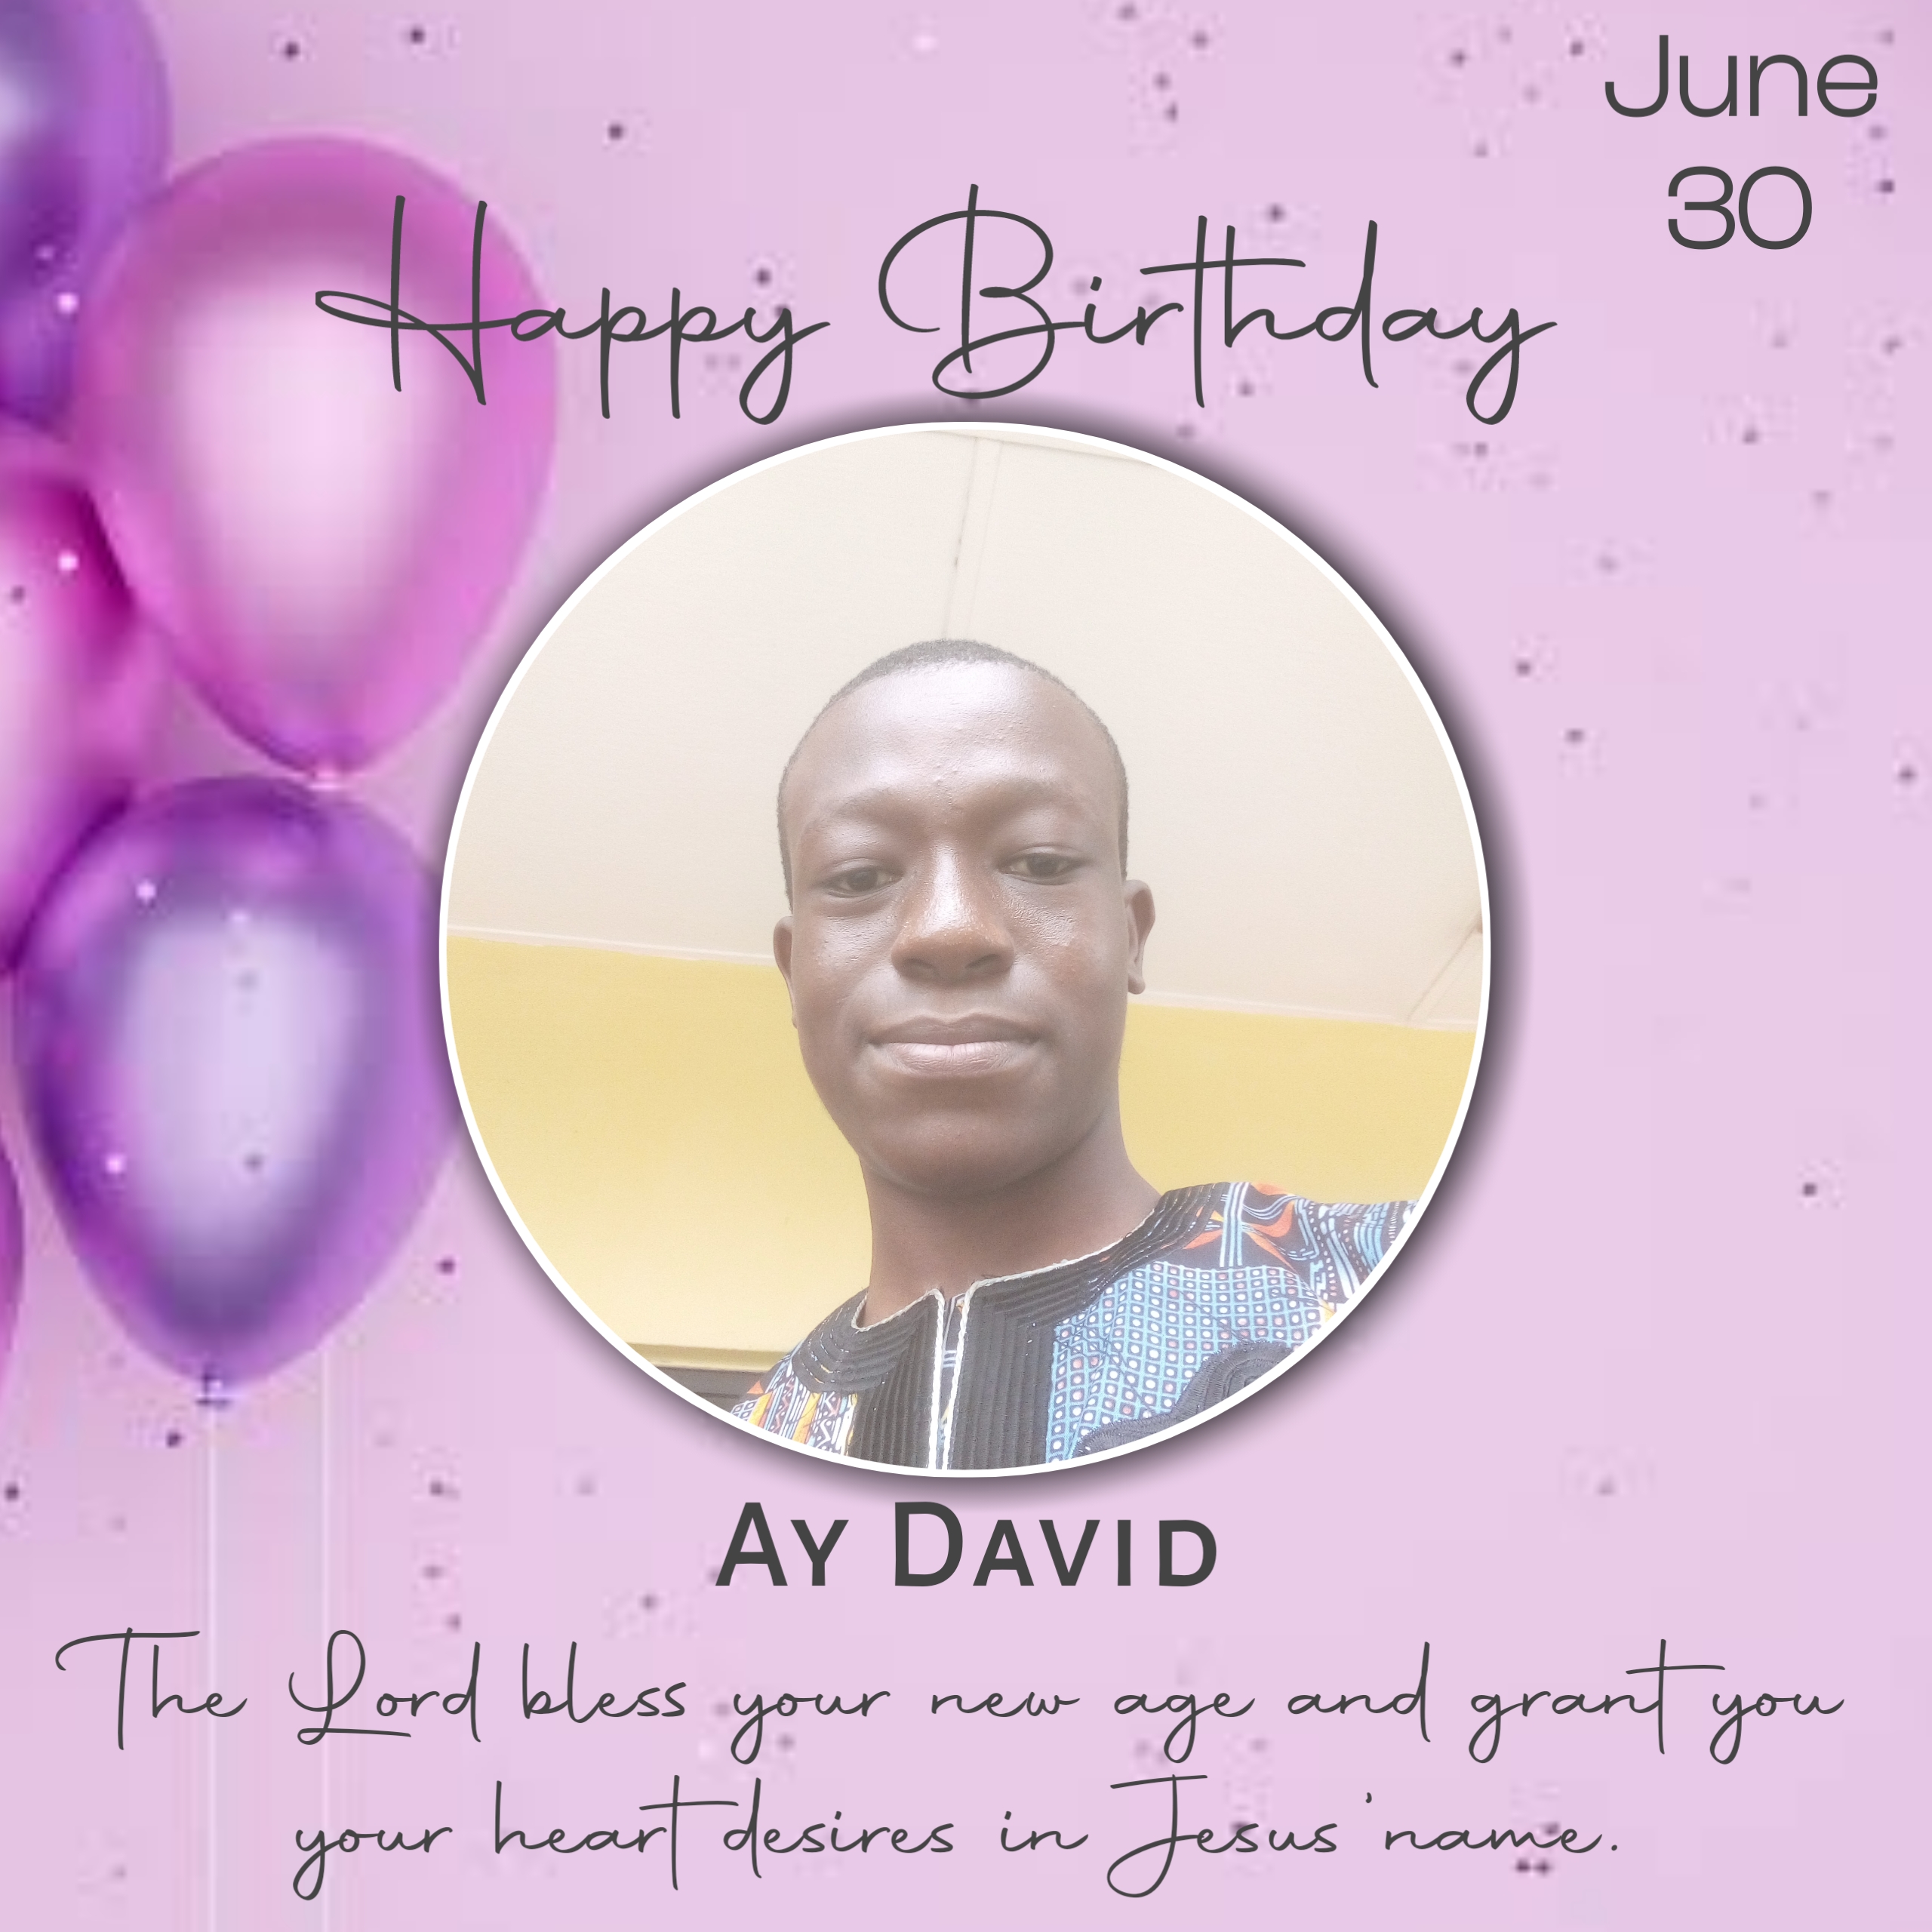 June
30
Happy Birthday
Ay David
The Lord bless your new age and grant you
your heart desires in Jesus' name.